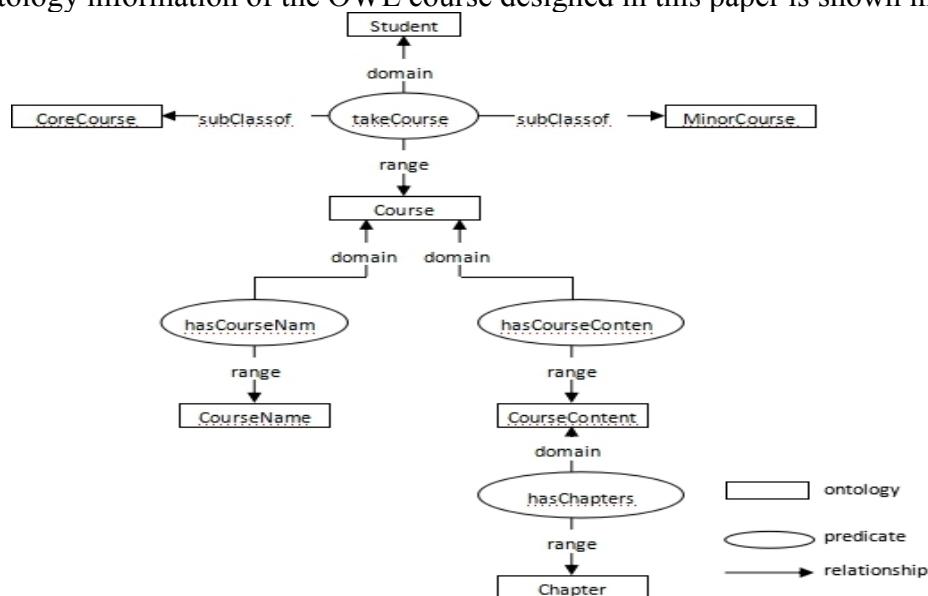 tology information of the OWL course designed in this paper is shown in
Student
domain
CoreCourse
subClassof
takeCourse
subClassof
MinorCourse
range
Course
domain
domain
hasCourseNam
hasCourseConten
range
range
CourseName
CourseContent
domain
hasChapters
ontology
predicate
range
relationship
Chapter